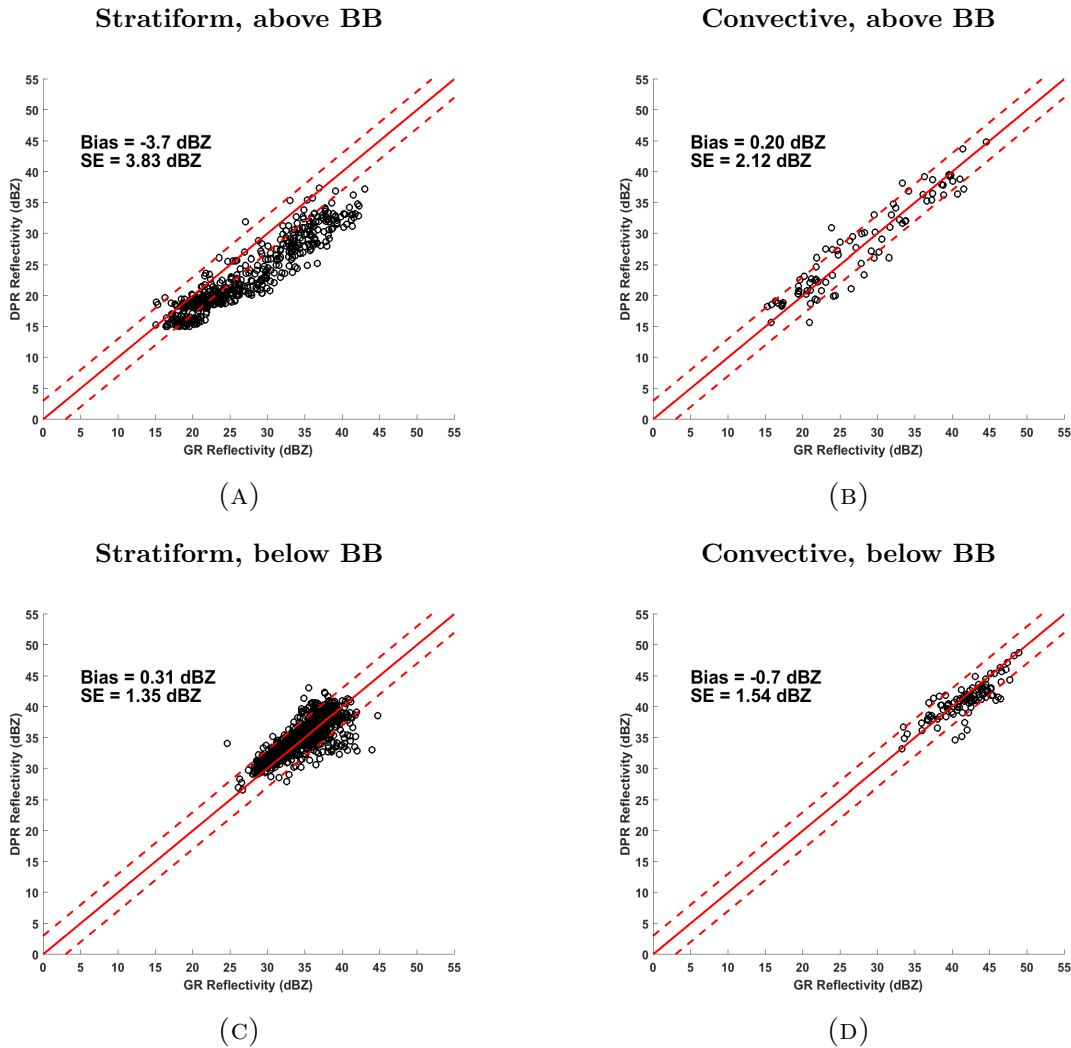 Stratiform, above BB
55
50
45
40
35
30
25
20
15
10
5
0
DPR Reflectivity (dBZ)
Bias = -3.7 dBZ
SE = 3.83 dBZ
0 5 10 15 20 25 30 35 40 45 50 55
GR Reflectivity (dBZ)
(A)
Convective, above BB
55
50
45
40
35
30
25
20
15
10
5
0
DPR Reflectivity (dBZ)
Bias = 0.20 dBZ
SE = 2.12 dBZ
0 5 10 15 20 25 30 35 40 45 50 55
GR Reflectivity (dBZ)
(B)
Stratiform, below BB
55
50
45
40
35
30
25
20
15
10
5
0
DPR Reflectivity (dBZ)
Bias = 0.31 dBZ
SE = 1.35 dBZ
0 5 10 15 20 25 30 35 40 45 50 55
GR Reflectivity (dBZ)
(C)
Convective, below BB
55
50
45
40
35
30
25
20
15
10
5
0
DPR Reflectivity (dBZ)
Bias = -0.7 dBZ
SE = 1.54 dBZ
0 5 10 15 20 25 30 35 40 45 50 55
GR Reflectivity (dBZ)
(D)